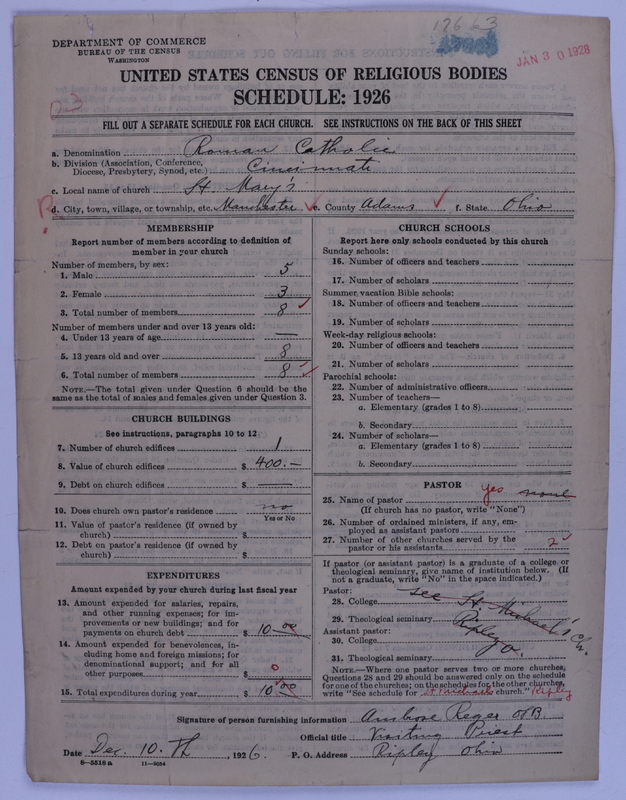 17663
DEPARTMENT OF COMMERCE
BUREAU OF THE CENSUS
WASHINGTON
JAN 30 1928
UNITED STATES CENSUS OF RELIGIOUS BODIES
SCHEDULE: 1926
FILL OUT A SEPARATE SCHEDULE FOR EACH CHURCH. SEE INSTRUCTIONS ON THE BACK OF THIS SHEET
a. Denomination Roman Catholic
b. Division (Association, Conference, Diocese, Presbytery, Synod, etc.) Cincinnati
c. Local name of church St Mary's
d. City, town, village, or township, etc. Manchester e. County Adams f. State Ohio
MEMBERSHIP
Report number of members according to definition of
member in your church
Number of members, by sex:
1. Male 5
2. Female 3
3. Total number of members 8
Number of members under and over 13 years old:
4. Under 13 years of age —
5. 13 years old and over 8
6. Total number of members 8
NOTE.—The total given under Question 6 should be the
same as the total of males and females given under Question 3.
CHURCH BUILDINGS
See instructions, paragraphs 10 to 12
7. Number of church edifices 1
8. Value of church edifices $ 400.—
9. Debt on church edifices $ —
10. Does church own pastor's residence no
Yes or No
11. Value of pastor's residence (if owned by
church) $
12. Debt on pastor's residence (if owned by
church) $
EXPENDITURES
Amount expended by your church during last fiscal year
13. Amount expended for salaries, repairs,
and other running expenses; for im-
provements or new buildings; and for
payments on church debt $ 10 00
14. Amount expended for benevolences, in-
cluding home and foreign missions; for
denominational support; and for all
other purposes $ 0
15. Total expenditures during year $ 10 00
CHURCH SCHOOLS
Report here only schools conducted by this church
Sunday schools:
16. Number of officers and teachers
17. Number of scholars
Summer vacation Bible schools:
18. Number of officers and teachers
19. Number of scholars
Week-day religious schools:
20. Number of officers and teachers
21. Number of scholars
Parochial schools:
22. Number of administrative officers
23. Number of teachers—
a. Elementary (grades 1 to 8)
b. Secondary
24. Number of scholars—
a. Elementary (grades 1 to 8)
b. Secondary
PASTOR
25. Name of pastor yes none
(If church has no pastor, write "None")
26. Number of ordained ministers, if any, em-
ployed as assistant pastors
27. Number of other churches served by the
pastor or his assistants 2
If pastor (or assistant pastor) is a graduate of a college or
theological seminary, give name of institution below. (If
not a graduate, write "No" in the space indicated.)
Pastor:
28. College see St. Michael's Ch.
29. Theological seminary Ripley O.
Assistant pastor:
30. College
31. Theological seminary
NOTE.—Where one pastor serves two or more churches,
Questions 28 and 29 should be answered only on the schedule
for one of the churches; on the schedules for the other churches,
write "See schedule for St Michaels church." Ripley
Signature of person furnishing information Ambrose Reger OSB
Official title Visiting Priest
Date Dec. 10. Th, 1926. P. O. Address Ripley Ohio
8—5518a 11—9054